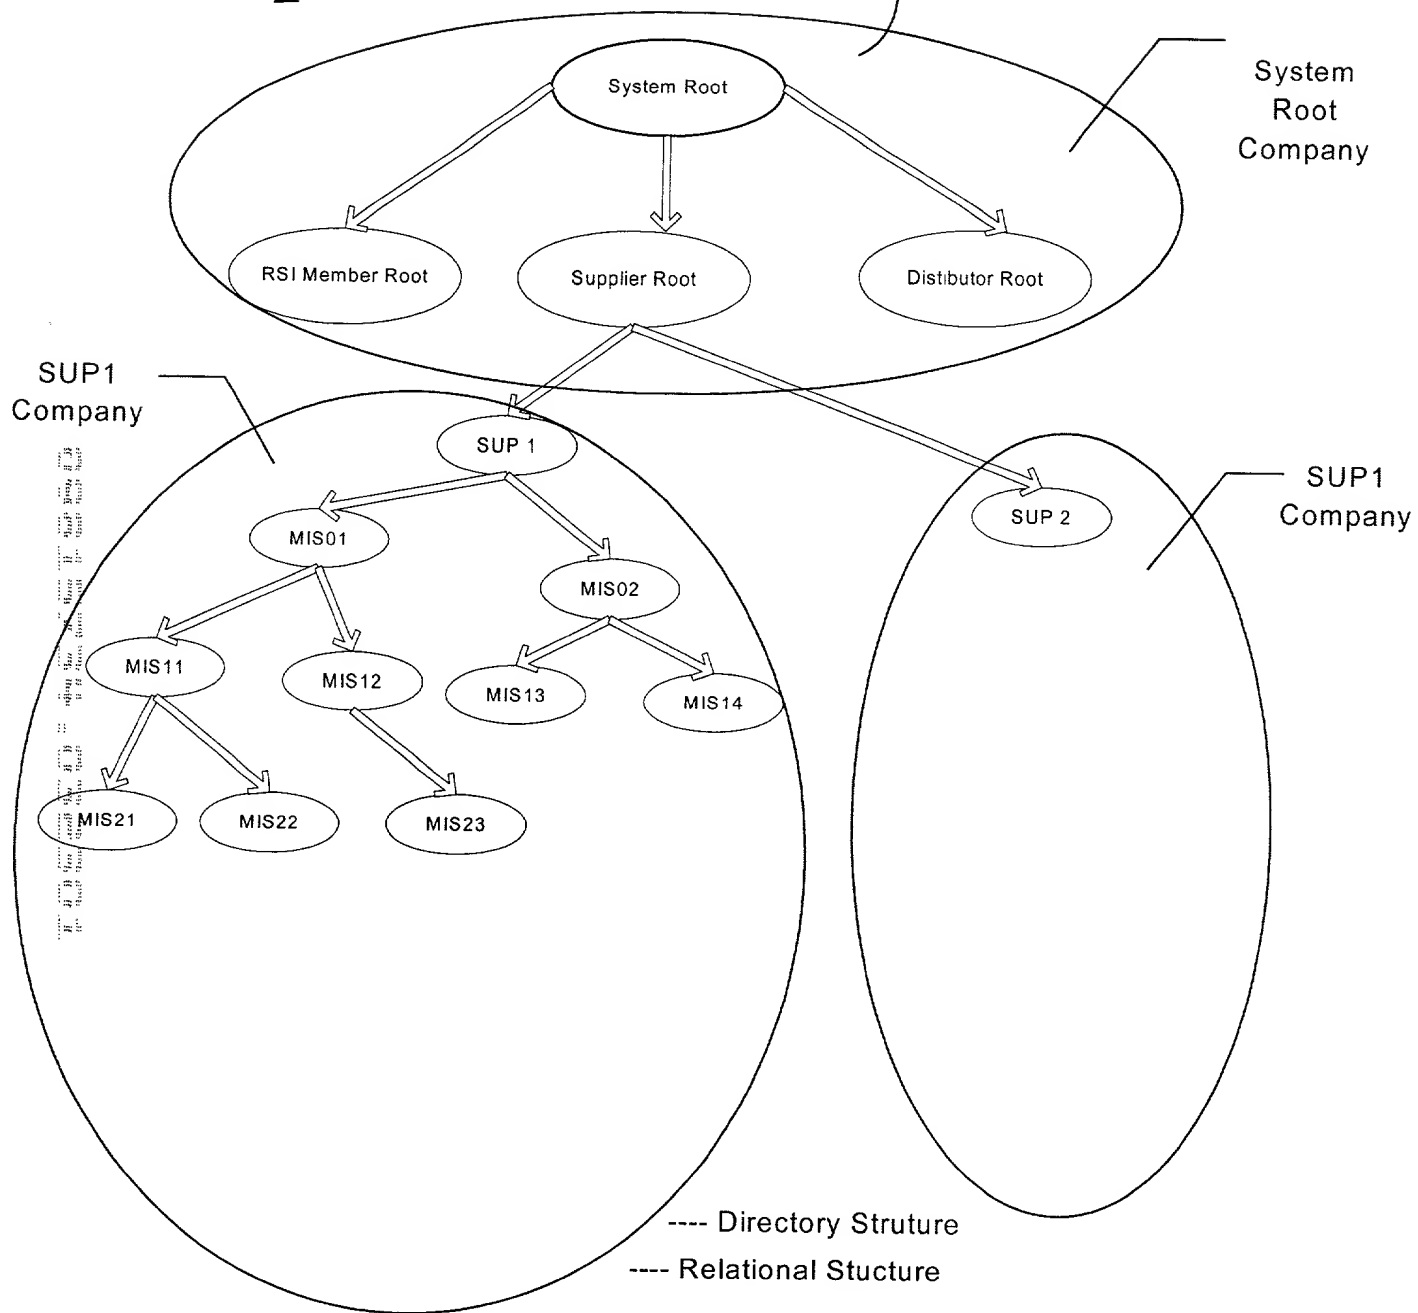 System Root
System
Root
Company
RSI Member Root
Supplier Root
Distibutor Root
SUP1
Company
SUP 1
SUP1
Company
SUP 2
MIS01
MIS02
MIS11
MIS12
MIS13
MIS14
MIS21
MIS22
MIS23
---- Directory Struture
---- Relational Stucture